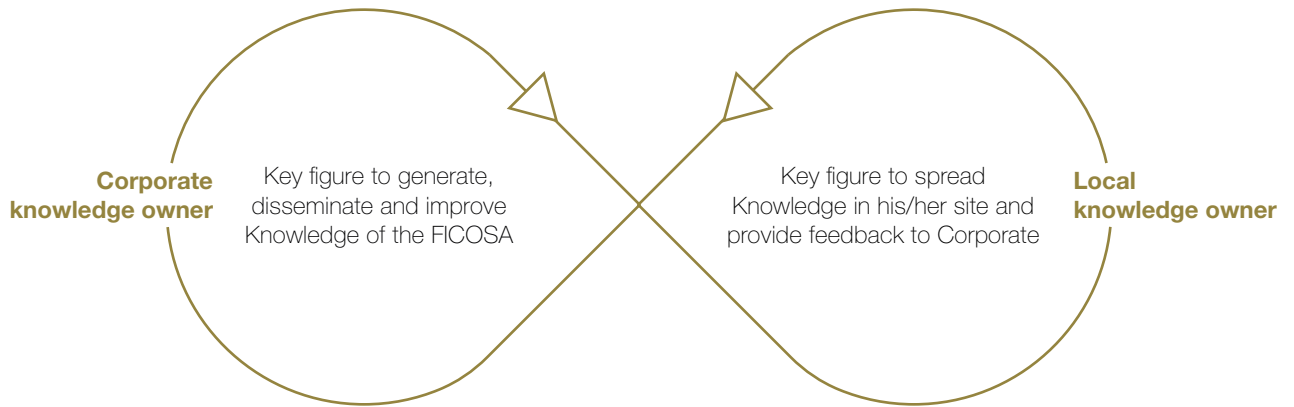 Corporate
knowledge owner
Key figure to generate,
disseminate and improve
Knowledge of the FICOSA
Key figure to spread
Knowledge in his/her site and
provide feedback to Corporate
Local
knowledge owner